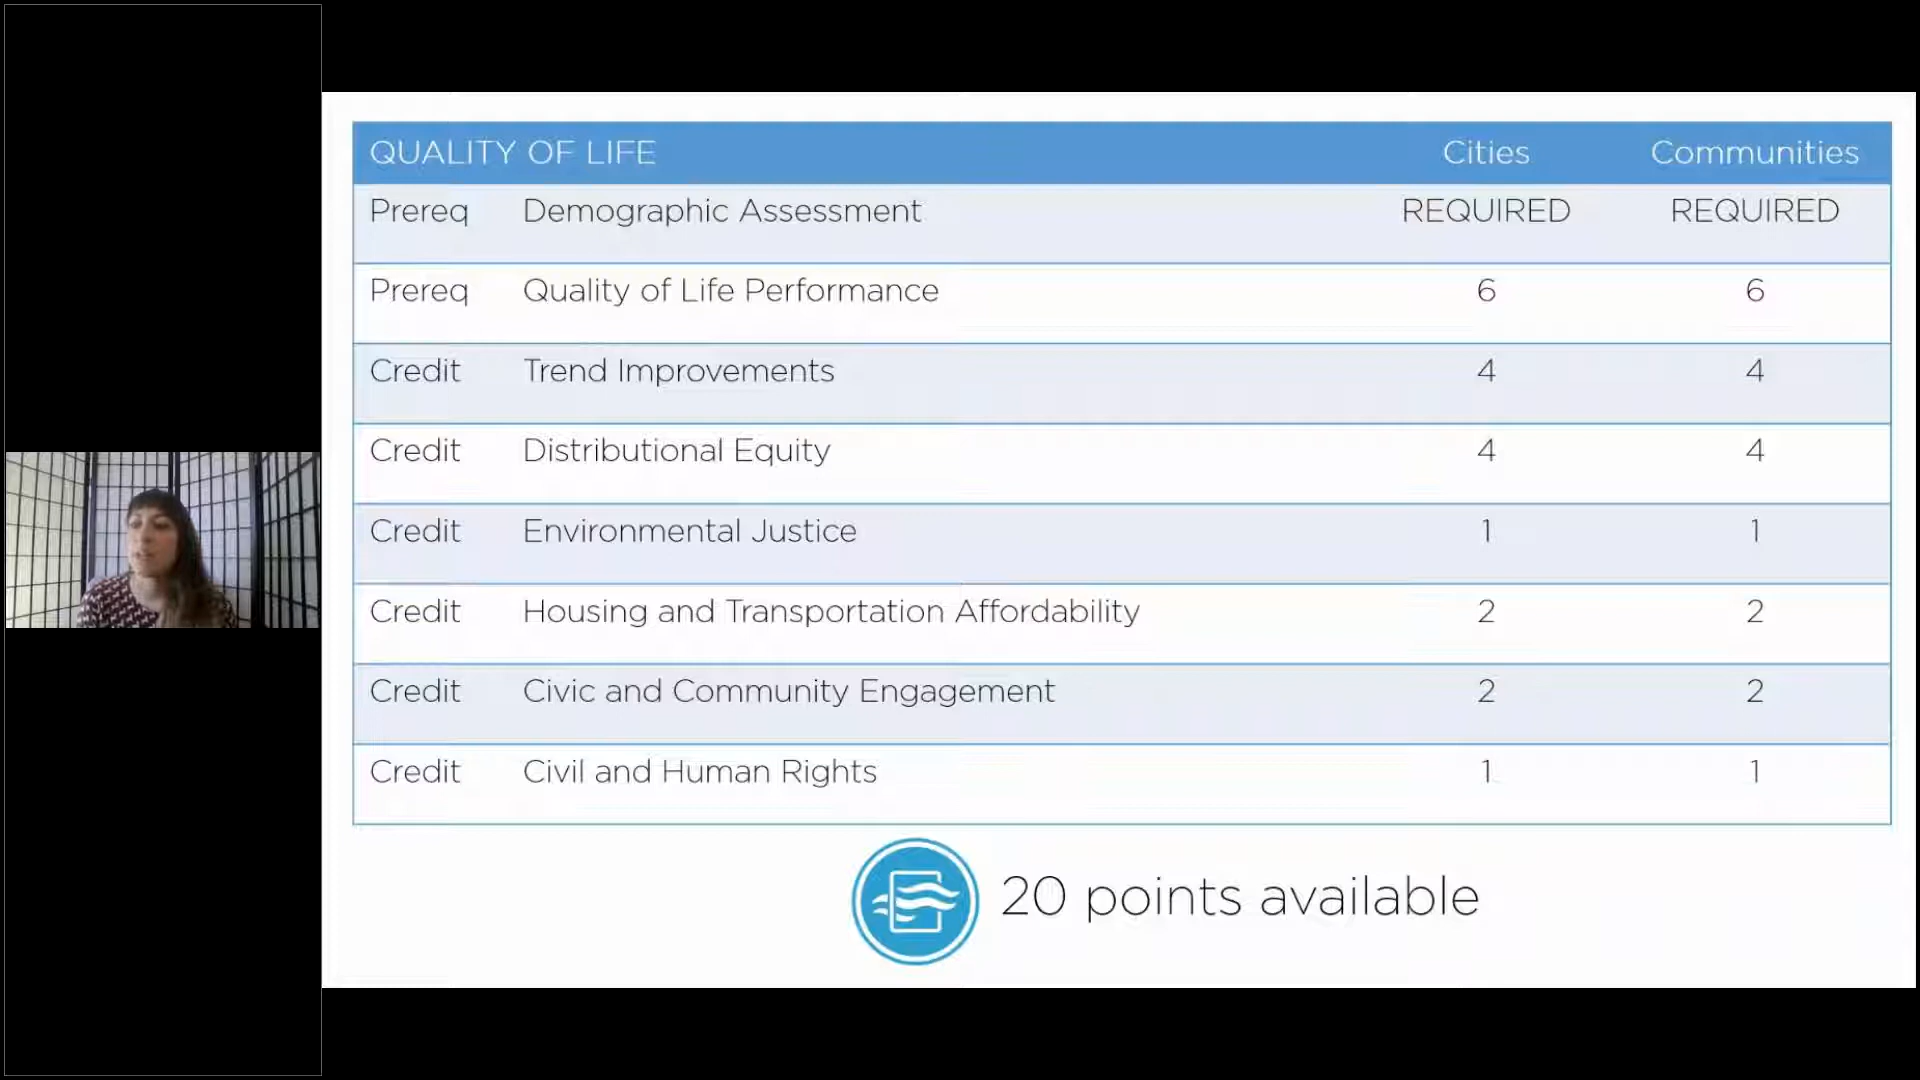 QUALITY OF LIFE Cities Communities
Prereq Demographic Assessment REQUIRED REQUIRED
Prereq Quality of Life Performance 6 6
Credit Trend Improvements 4 4
Credit Distributional Equity 4 4
Credit Environmental Justice 1 1
Credit Housing and Transportation Affordability 2 2
Credit Civic and Community Engagement 2 2
Credit Civil and Human Rights 1 1
20 points available